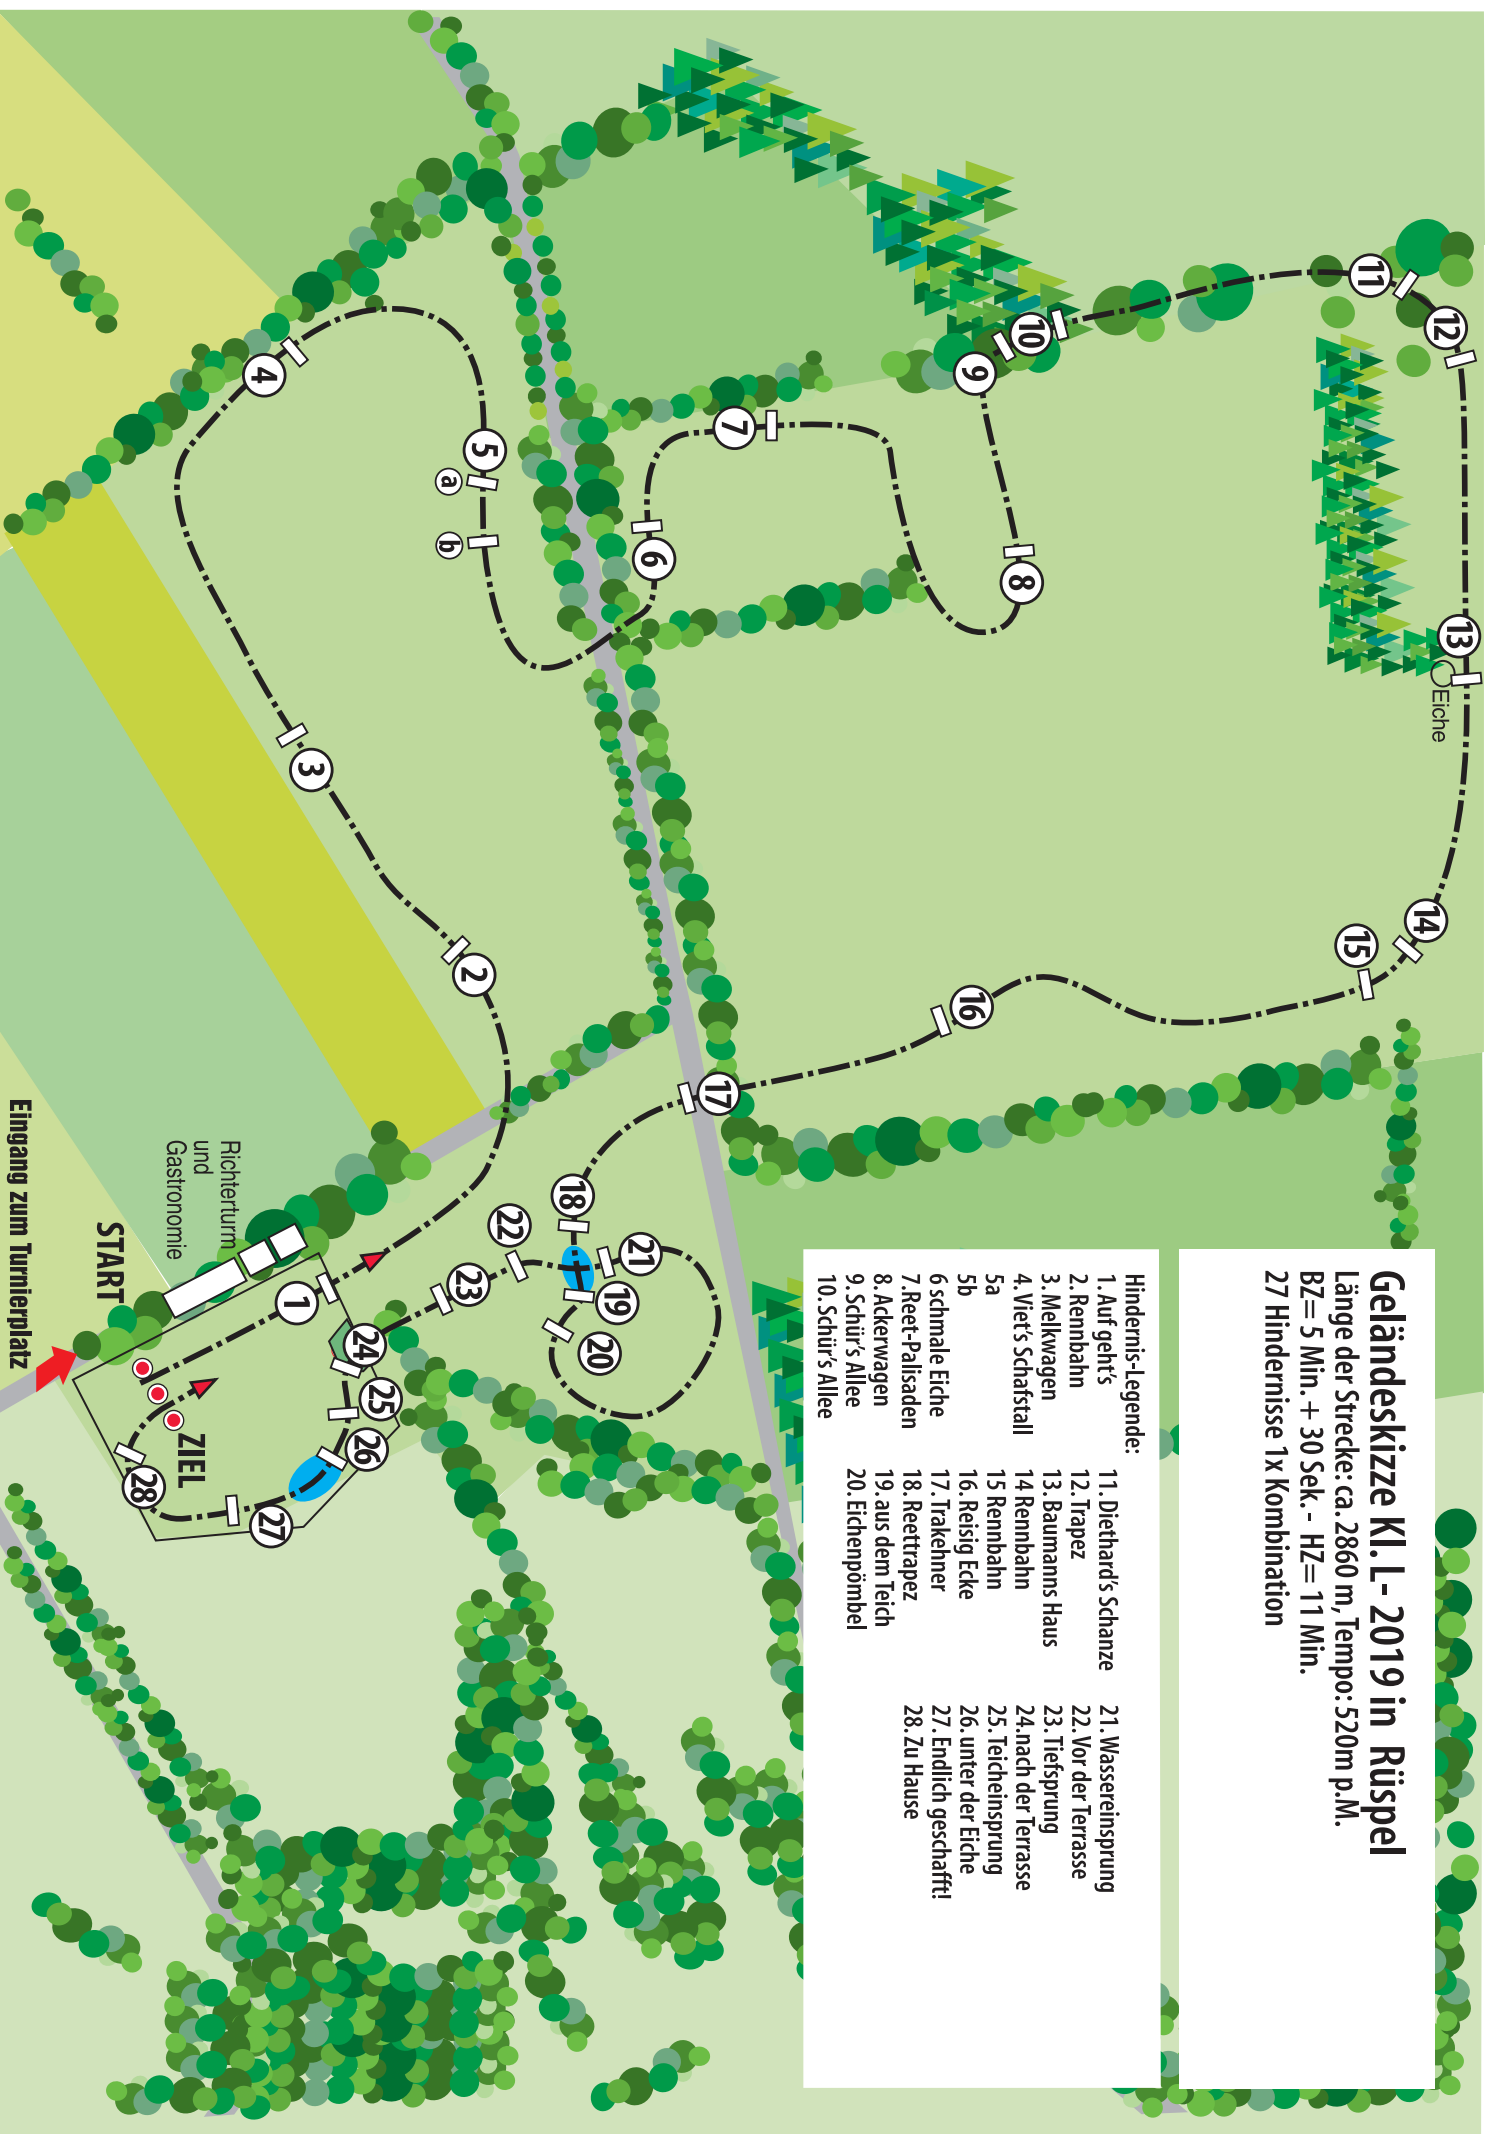 Geländeskizze Kl. L - 2019 in Rüspel
Länge der Strecke: ca. 2860 m, Tempo: 520m p.M.
BZ= 5 Min. + 30 Sek. - HZ= 11 Min.
27 Hindernisse 1x Kombination
Hindernis-Legende:
1. Auf geht's
2. Rennbahn
3. Melkwagen
4. Viet's Schafstall
5a
5b
6 schmale Eiche
7.Reet-Palisaden
8. Ackerwagen
9. Schür's Allee
10. Schür's Allee
11. Diethard's Schanze
12. Trapez
13. Baumanns Haus
14 Rennbahn
15 Rennbahn
16. Reisig Ecke
17. Trakehner
18. Reettrapez
19. aus dem Teich
20. Eichenpömbel
21. Wassereinsprung
22. Vor der Terrasse
23. Tiefsprung
24.nach der Terrasse
25. Teicheinsprung
26. unter der Eiche
27. Endlich geschafft!
28. Zu Hause
11
12
13
Eiche
14
15
10
9
8
16
7
6
17
5
a
b
4
3
2
18
19
20
21
22
23
24
25
26
27
28
1
Richterturm
und
Gastronomie
ZIEL
START
Eingang zum Turnierplatz